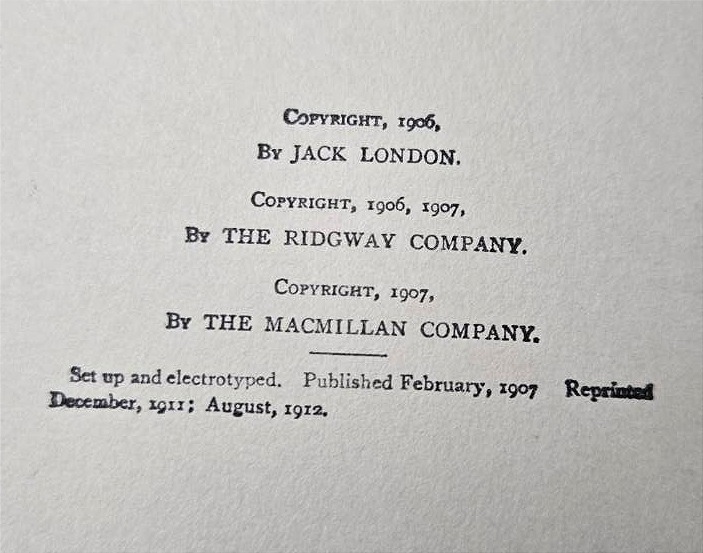 Copyright, 1906,
By JACK LONDON.
Copyright, 1906, 1907,
By THE RIDGWAY COMPANY.
Copyright, 1907,
By THE MACMILLAN COMPANY.
Set up and electrotyped. Published February, 1907 Reprinted
December, 1911; August, 1912.